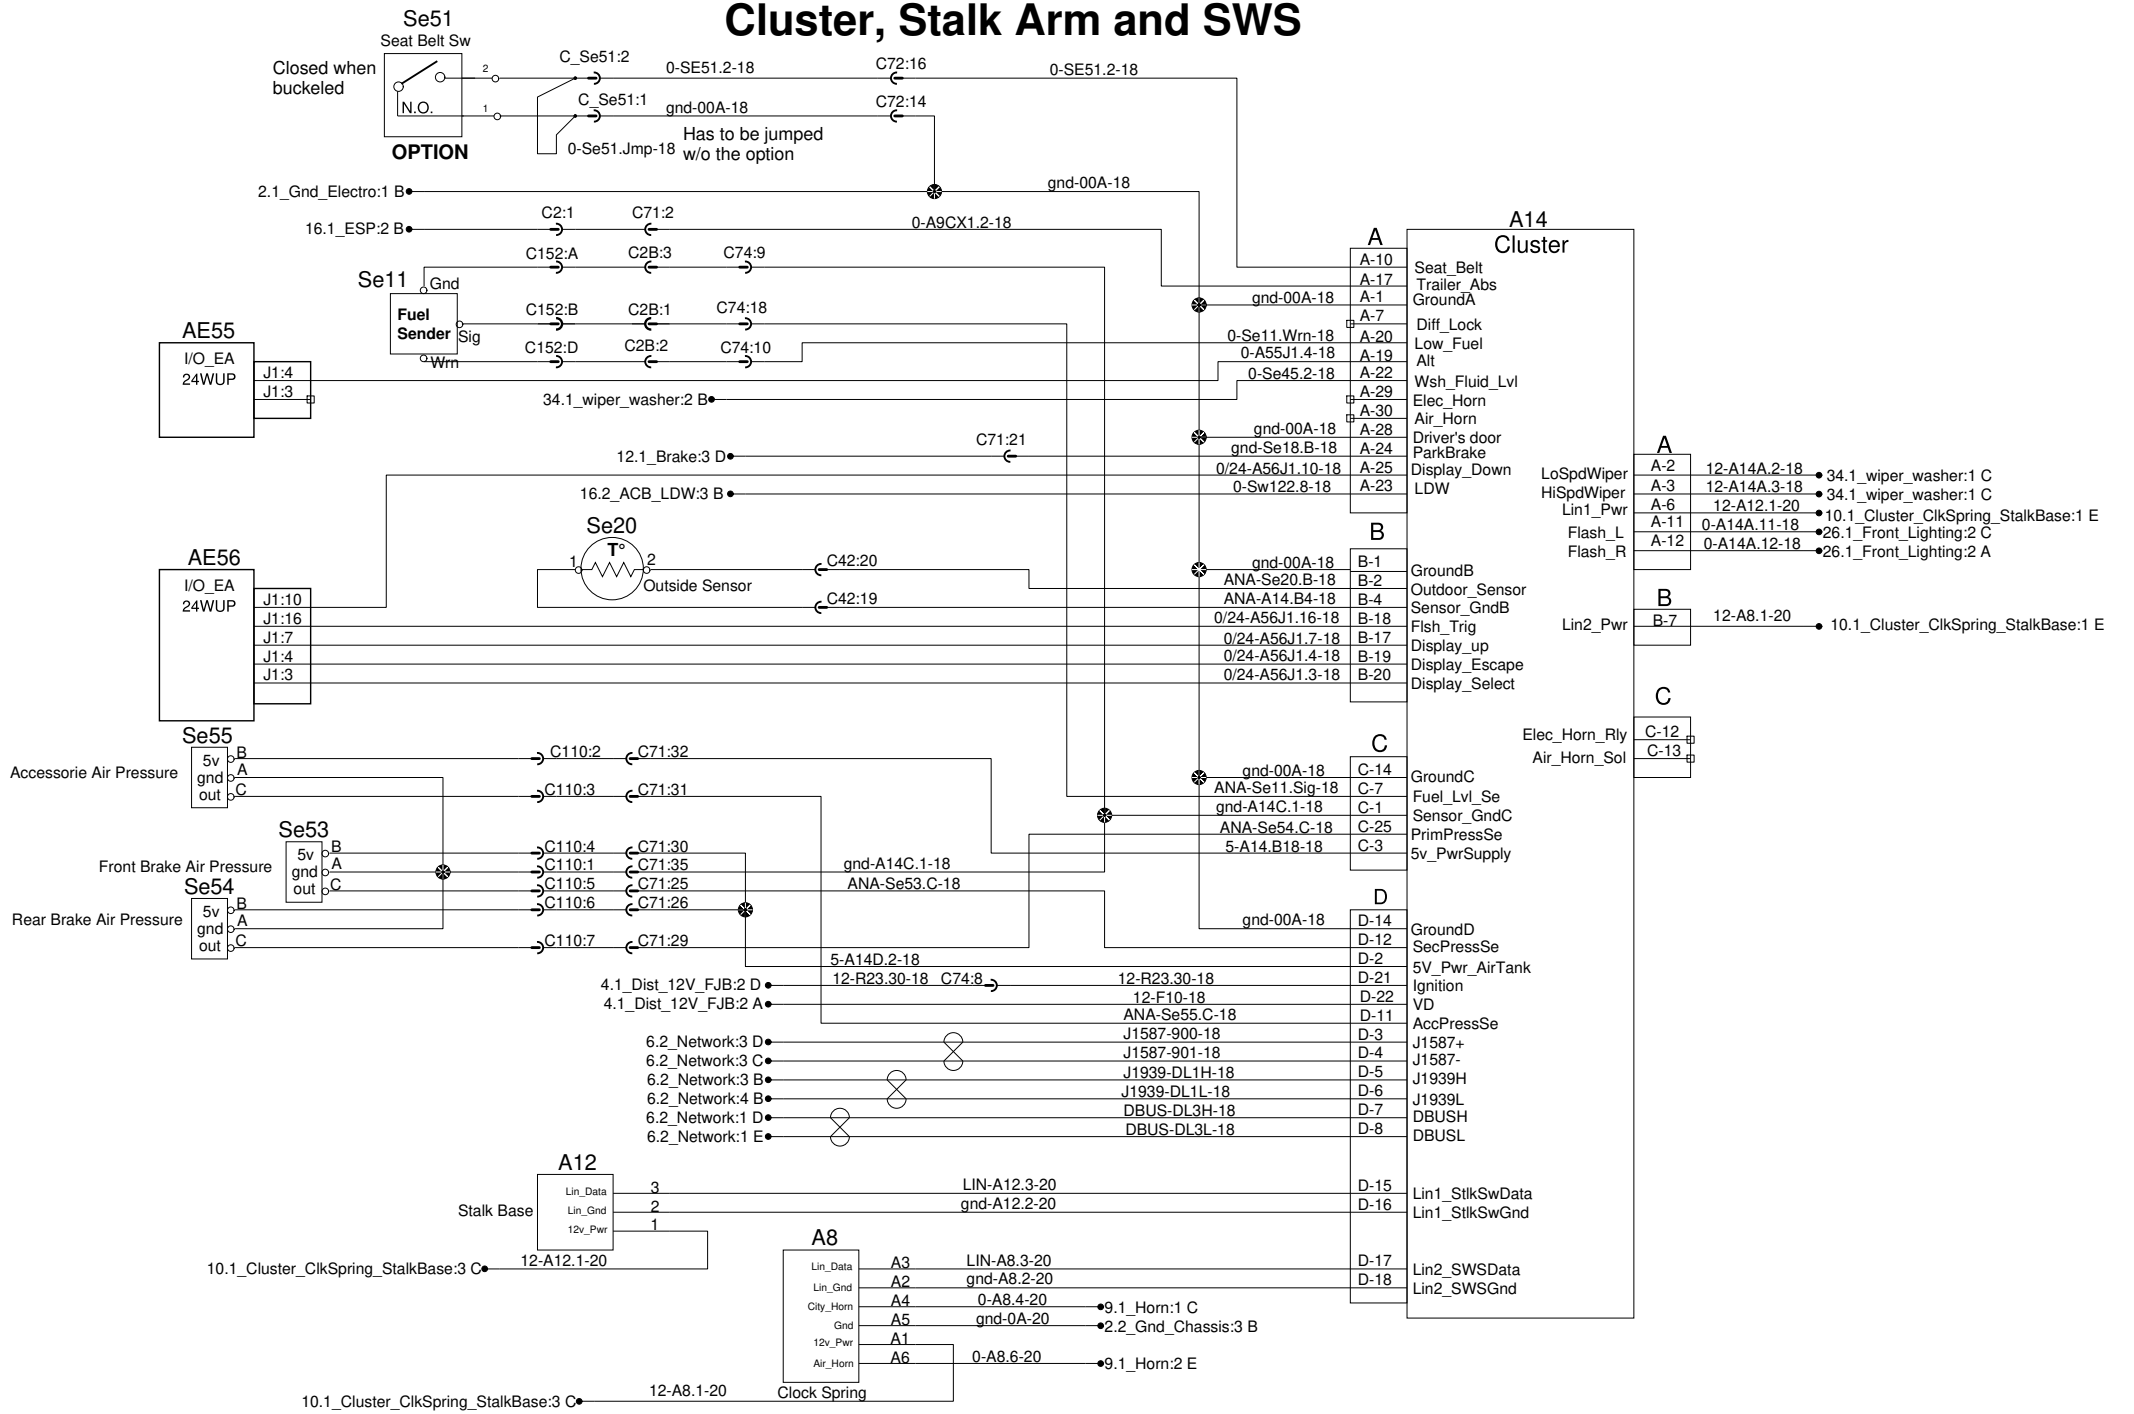 Cluster, Stalk Arm and SWS
Se51
Seat Belt Sw
Closed when
buckeled
N.O.
2
1
OPTION
C_Se51:2
0-SE51.2-18
C72:16
0-SE51.2-18
C_Se51:1
gnd-00A-18
C72:14
0-Se51.Jmp-18
Has to be jumped
w/o the option
2.1_Gnd_Electro:1 B
gnd-00A-18
16.1_ESP:2 B
C2:1
C71:2
0-A9CX1.2-18
Se11
Fuel
Sender
Gnd
Sig
Wrn
C152:A
C2B:3
C74:9
C152:B
C2B:1
C74:18
C152:D
C2B:2
C74:10
AE55
I/O_EA
24WUP
J1:4
J1:3
34.1_wiper_washer:2 B
12.1_Brake:3 D
C71:21
16.2_ACB_LDW:3 B
A14
Cluster
A
A-10
Seat_Belt
A-17
Trailer_Abs
gnd-00A-18
A-1
GroundA
A-7
Diff_Lock
0-Se11.Wrn-18
A-20
Low_Fuel
0-A55J1.4-18
A-19
Alt
0-Se45.2-18
A-22
Wsh_Fluid_Lvl
A-29
Elec_Horn
A-30
Air_Horn
gnd-00A-18
A-28
Driver's door
gnd-Se18.B-18
A-24
ParkBrake
0/24-A56J1.10-18
A-25
Display_Down
0-Sw122.8-18
A-23
LDW
A
LoSpdWiper
A-2
12-A14A.2-18
34.1_wiper_washer:1 C
HiSpdWiper
A-3
12-A14A.3-18
34.1_wiper_washer:1 C
Lin1_Pwr
A-6
12-A12.1-20
10.1_Cluster_ClkSpring_StalkBase:1 E
Flash_L
A-11
0-A14A.11-18
26.1_Front_Lighting:2 C
Flash_R
A-12
0-A14A.12-18
26.1_Front_Lighting:2 A
Se20
T°
1
2
Outside Sensor
C42:20
C42:19
AE56
I/O_EA
24WUP
J1:10
J1:16
J1:7
J1:4
J1:3
B
gnd-00A-18
B-1
GroundB
ANA-Se20.B-18
B-2
Outdoor_Sensor
ANA-A14.B4-18
B-4
Sensor_GndB
0/24-A56J1.16-18
B-18
Flsh_Trig
0/24-A56J1.7-18
B-17
Display_up
0/24-A56J1.4-18
B-19
Display_Escape
0/24-A56J1.3-18
B-20
Display_Select
B
Lin2_Pwr
B-7
12-A8.1-20
10.1_Cluster_ClkSpring_StalkBase:1 E
C
Elec_Horn_Rly
C-12
Air_Horn_Sol
C-13
Se55
Accessorie Air Pressure
5v
gnd
out
B
A
C
C110:2
C71:32
C110:3
C71:31
Se53
Front Brake Air Pressure
5v
gnd
out
B
A
C
C110:4
C71:30
C110:1
C71:35
gnd-A14C.1-18
C110:5
C71:25
ANA-Se53.C-18
Se54
Rear Brake Air Pressure
5v
gnd
out
B
A
C
C110:6
C71:26
C110:7
C71:29
C
gnd-00A-18
C-14
GroundC
ANA-Se11.Sig-18
C-7
Fuel_Lvl_Se
gnd-A14C.1-18
C-1
Sensor_GndC
ANA-Se54.C-18
C-25
PrimPressSe
5-A14.B18-18
C-3
5v_PwrSupply
D
gnd-00A-18
D-14
GroundD
D-12
SecPressSe
5-A14D.2-18
D-2
5V_Pwr_AirTank
4.1_Dist_12V_FJB:2 D
12-R23.30-18
C74:8
12-R23.30-18
D-21
Ignition
4.1_Dist_12V_FJB:2 A
12-F10-18
D-22
VD
ANA-Se55.C-18
D-11
AccPressSe
6.2_Network:3 D
J1587-900-18
D-3
J1587+
6.2_Network:3 C
J1587-901-18
D-4
J1587-
6.2_Network:3 B
J1939-DL1H-18
D-5
J1939H
6.2_Network:4 B
J1939-DL1L-18
D-6
J1939L
6.2_Network:1 D
DBUS-DL3H-18
D-7
DBUSH
6.2_Network:1 E
DBUS-DL3L-18
D-8
DBUSL
A12
Stalk Base
Lin_Data
3
LIN-A12.3-20
D-15
Lin1_StlkSwData
Lin_Gnd
2
gnd-A12.2-20
D-16
Lin1_StlkSwGnd
12v_Pwr
1
10.1_Cluster_ClkSpring_StalkBase:3 C
12-A12.1-20
A8
Lin_Data
A3
LIN-A8.3-20
D-17
Lin2_SWSData
Lin_Gnd
A2
gnd-A8.2-20
D-18
Lin2_SWSGnd
City_Horn
A4
0-A8.4-20
9.1_Horn:1 C
Gnd
A5
gnd-0A-20
2.2_Gnd_Chassis:3 B
12v_Pwr
A1
Air_Horn
A6
0-A8.6-20
9.1_Horn:2 E
Clock Spring
10.1_Cluster_ClkSpring_StalkBase:3 C
12-A8.1-20